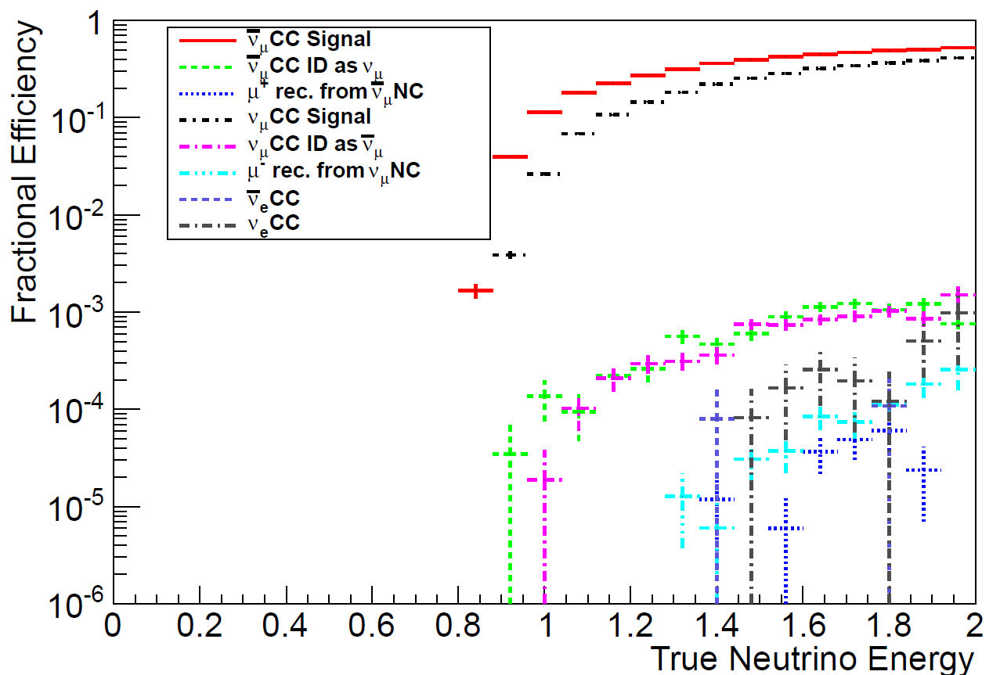 Fractional Efficiency
1
10⁻¹
10⁻²
10⁻³
10⁻⁴
10⁻⁵
10⁻⁶
ν̅μCC Signal
ν̅μCC ID as νμ
μ⁺ rec. from ν̅μNC
νμCC Signal
νμCC ID as ν̅μ
μ⁻ rec. from νμNC
ν̅eCC
νeCC
0 0.2 0.4 0.6 0.8 1 1.2 1.4 1.6 1.8 2
True Neutrino Energy